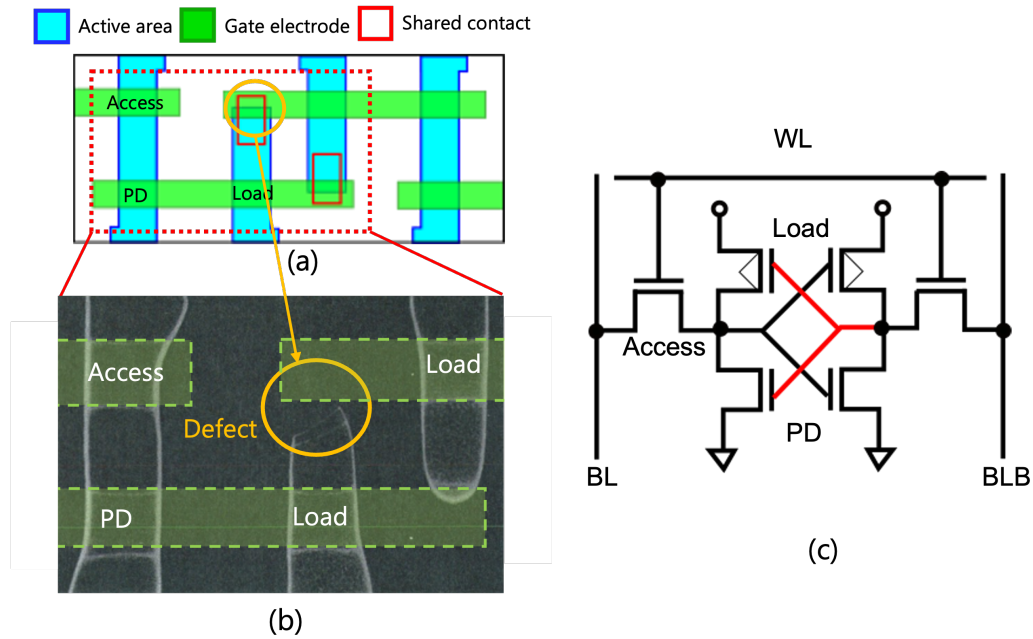 Active area
Gate electrode
Shared contact
Access
PD
Load
(a)
Access
Load
Defect
PD
Load
(b)
WL
Load
Access
PD
BL
BLB
(c)